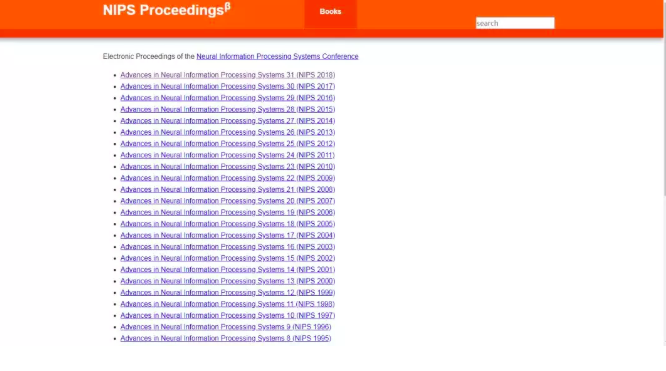 NIPS Proceedingsβ
Books
search
Electronic Proceedings of the Neural Information Processing Systems Conference
Advances in Neural Information Processing Systems 31 (NIPS 2018)
Advances in Neural Information Processing Systems 30 (NIPS 2017)
Advances in Neural Information Processing Systems 29 (NIPS 2016)
Advances in Neural Information Processing Systems 28 (NIPS 2015)
Advances in Neural Information Processing Systems 27 (NIPS 2014)
Advances in Neural Information Processing Systems 26 (NIPS 2013)
Advances in Neural Information Processing Systems 25 (NIPS 2012)
Advances in Neural Information Processing Systems 24 (NIPS 2011)
Advances in Neural Information Processing Systems 23 (NIPS 2010)
Advances in Neural Information Processing Systems 22 (NIPS 2009)
Advances in Neural Information Processing Systems 21 (NIPS 2008)
Advances in Neural Information Processing Systems 20 (NIPS 2007)
Advances in Neural Information Processing Systems 19 (NIPS 2006)
Advances in Neural Information Processing Systems 18 (NIPS 2005)
Advances in Neural Information Processing Systems 17 (NIPS 2004)
Advances in Neural Information Processing Systems 16 (NIPS 2003)
Advances in Neural Information Processing Systems 15 (NIPS 2002)
Advances in Neural Information Processing Systems 14 (NIPS 2001)
Advances in Neural Information Processing Systems 13 (NIPS 2000)
Advances in Neural Information Processing Systems 12 (NIPS 1999)
Advances in Neural Information Processing Systems 11 (NIPS 1998)
Advances in Neural Information Processing Systems 10 (NIPS 1997)
Advances in Neural Information Processing Systems 9 (NIPS 1996)
Advances in Neural Information Processing Systems 8 (NIPS 1995)